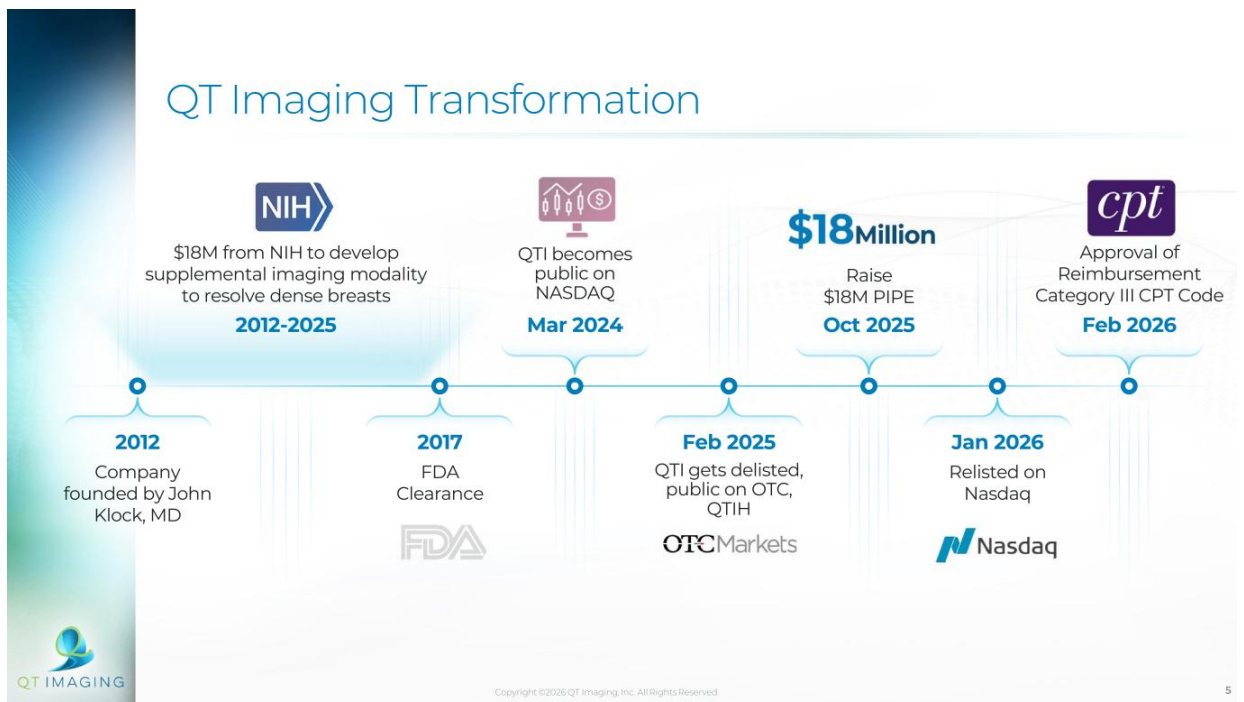 QT Imaging Transformation
NIH
$18M from NIH to develop
supplemental imaging modality
to resolve dense breasts
2012-2025
QTI becomes
public on
NASDAQ
Mar 2024
$18Million
Raise
$18M PIPE
Oct 2025
cpt
Approval of
Reimbursement
Category III CPT Code
Feb 2026
2012
Company
founded by John
Klock, MD
2017
FDA
Clearance
FDA
Feb 2025
QTI gets delisted,
public on OTC,
QTIH
OTCMarkets
Jan 2026
Relisted on
Nasdaq
Nasdaq
QT IMAGING
Copyright ©2026 QT Imaging, Inc. All Rights Reserved
5